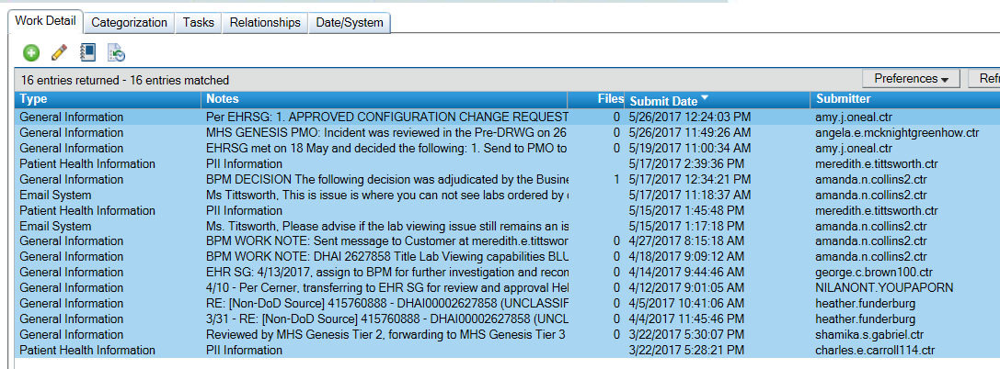 Work Detail Categorization Tasks Relationships Date/System
16 entries returned - 16 entries matched Preferences Refr
Type Notes Files Submit Date Submitter
General Information Per EHRSG: 1. APPROVED CONFIGURATION CHANGE REQUEST 0 5/26/2017 12:24:03 PM amy.j.oneal.ctr
General Information MHS GENESIS PMO: Incident was reviewed in the Pre-DRWG on 26 0 5/26/2017 11:49:26 AM angela.e.mcknightgreenhow.ctr
General Information EHRSG met on 18 May and decided the following: 1. Send to PMO to 0 5/19/2017 11:00:34 AM amy.j.oneal.ctr
Patient Health Information PII Information 5/17/2017 2:39:36 PM meredith.e.tittsworth.ctr
General Information BPM DECISION The following decision was adjudicated by the Busine 1 5/17/2017 12:34:21 PM amanda.n.collins2.ctr
Email System Ms Tittsworth, This is issue is where you can not see labs ordered by 5/17/2017 11:18:37 AM amanda.n.collins2.ctr
Patient Health Information PII Information 5/15/2017 1:45:48 PM meredith.e.tittsworth.ctr
Email System Ms. Titsworth, Please advise if the lab viewing issue still remains an is 5/15/2017 1:17:18 PM amanda.n.collins2.ctr
General Information BPM WORK NOTE: Sent message to Customer at meredith.e.tittswor 0 4/27/2017 8:15:18 AM amanda.n.collins2.ctr
General Information BPM WORK NOTE: DHAI 2627858 Title Lab Viewing capabilities BLU 0 4/18/2017 9:09:12 AM amanda.n.collins2.ctr
General Information EHR SG: 4/13/2017, assign to BPM for further investigation and recon 0 4/14/2017 9:44:46 AM george.c.brown100.ctr
General Information 4/10 - Per Cerner, transferring to EHR SG for review and approval Hel 0 4/12/2017 9:01:05 AM NILANONT.YOUPAPORN
General Information RE: [Non-DoD Source] 415760888 - DHAI00002627858 (UNCLASSIF 0 4/5/2017 10:41:06 AM heather.funderburg
General Information 3/31 - RE: [Non-DoD Source] 415760888 - DHAI00002627858 (UNCL 0 4/4/2017 11:45:46 PM heather.funderburg
General Information Reviewed by MHS Genesis Tier 2, forwarding to MHS Genesis Tier 3 0 3/22/2017 5:30:07 PM shamika.s.gabriel.ctr
Patient Health Information PII Information 3/22/2017 5:28:21 PM charles.e.carroll114.ctr